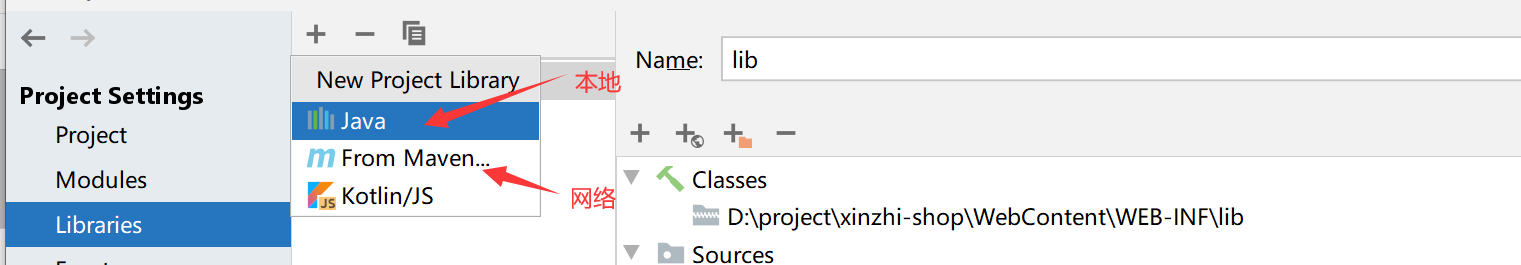 Project Settings
Project
Modules
Libraries
New Project Library
Java
From Maven...
Kotlin/JS
JS
本地
网络
Name:
lib
Classes
D:\project\xinzhi-shop\WebContent\WEB-INF\lib
Sources